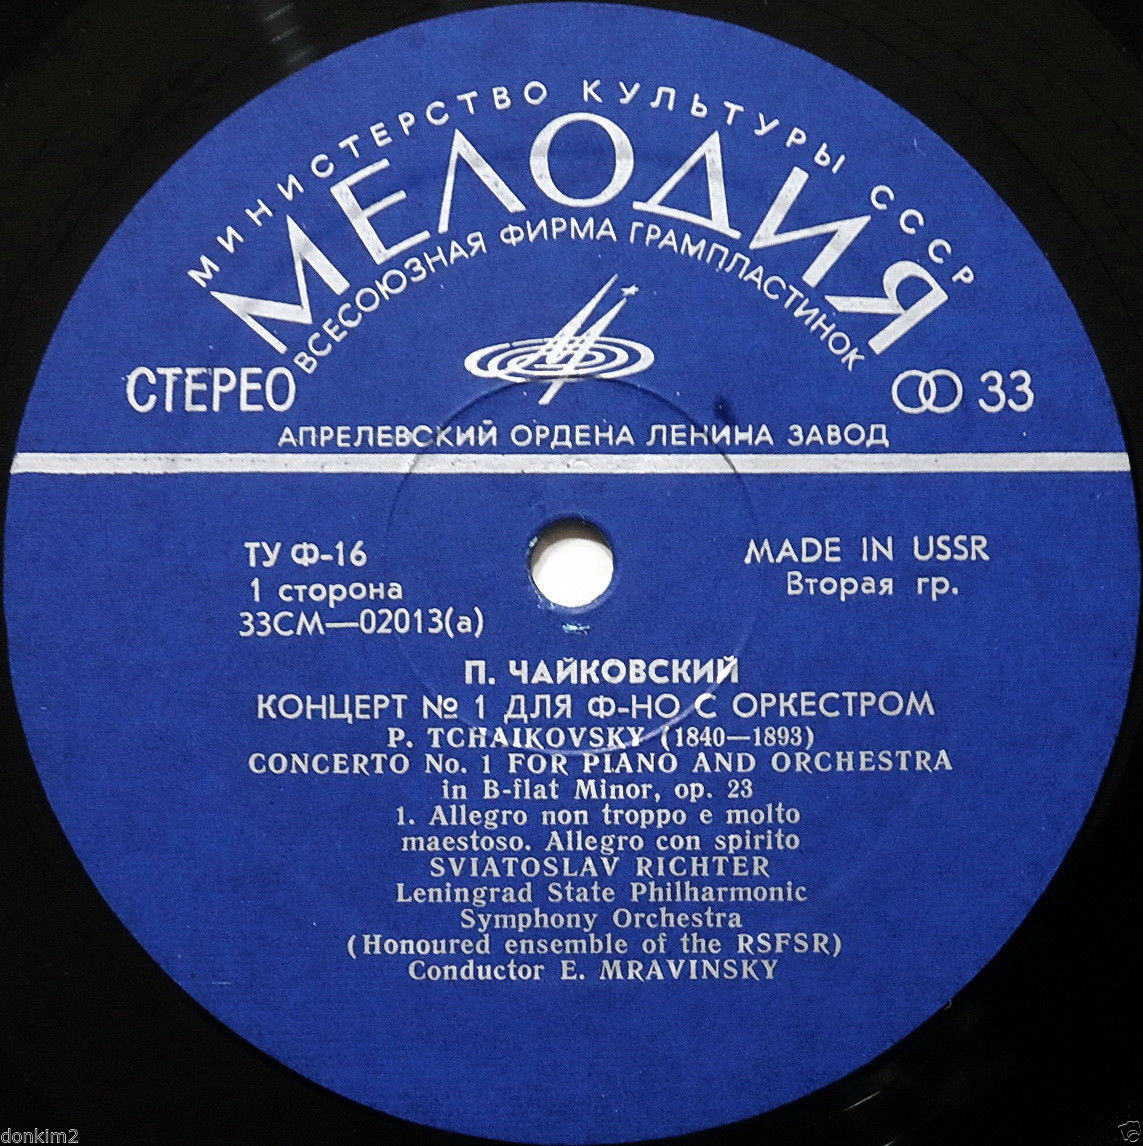 МИНИСТЕРСТВО КУЛЬТУРЫ СССР
МЕЛОДИЯ
ВСЕСОЮЗНАЯ ФИРМА ГРАМПЛАСТИНОК
СТЕРЕО
33
АПРЕЛЕВСКИЙ ОРДЕНА ЛЕНИНА ЗАВОД
ТУ Ф-16
1 сторона
33СМ—02013(а)
MADE IN USSR
Вторая гр.
П. ЧАЙКОВСКИЙ
КОНЦЕРТ № 1 ДЛЯ Ф-НО С ОРКЕСТРОМ
P. TCHAIKOVSKY (1840—1893)
CONCERTO No. 1 FOR PIANO AND ORCHESTRA
in B-flat Minor, op. 23
1. Allegro non troppo e molto
maestoso. Allegro con spirito
SVIATOSLAV RICHTER
Leningrad State Philharmonic
Symphony Orchestra
(Honoured ensemble of the RSFSR)
Conductor E. MRAVINSKY
donkim2